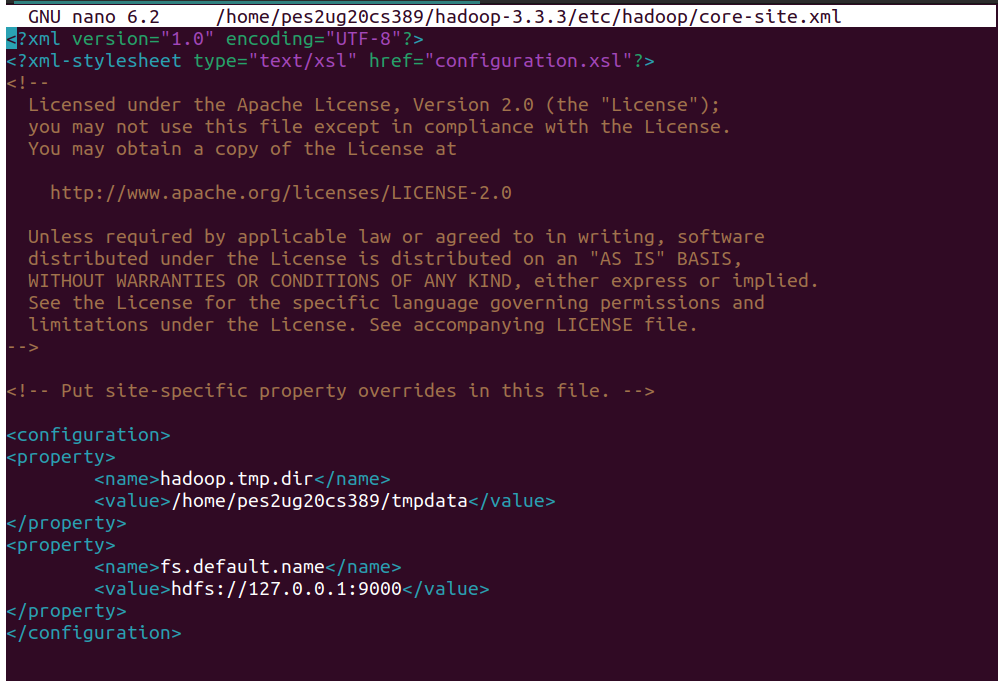 GNU nano 6.2 /home/pes2ug20cs389/hadoop-3.3.3/etc/hadoop/core-site.xml
<?xml version="1.0" encoding="UTF-8"?>
<?xml-stylesheet type="text/xsl" href="configuration.xsl"?>
<!--
  Licensed under the Apache License, Version 2.0 (the "License");
  you may not use this file except in compliance with the License.
  You may obtain a copy of the License at

    http://www.apache.org/licenses/LICENSE-2.0

  Unless required by applicable law or agreed to in writing, software
  distributed under the License is distributed on an "AS IS" BASIS,
  WITHOUT WARRANTIES OR CONDITIONS OF ANY KIND, either express or implied.
  See the License for the specific language governing permissions and
  limitations under the License. See accompanying LICENSE file.
-->

<!-- Put site-specific property overrides in this file. -->

<configuration>
<property>
        <name>hadoop.tmp.dir</name>
        <value>/home/pes2ug20cs389/tmpdata</value>
</property>
<property>
        <name>fs.default.name</name>
        <value>hdfs://127.0.0.1:9000</value>
</property>
</configuration>